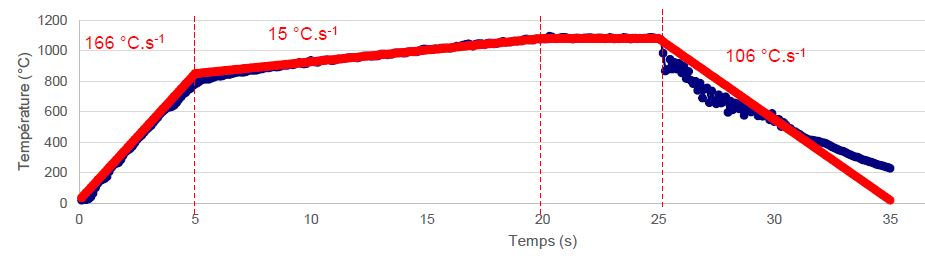 166 °C.s-1
15 °C.s-1
106 °C.s-1
Température (°C)
1200
1000
800
600
400
200
0
0 5 10 15 20 25 30 35
Temps (s)